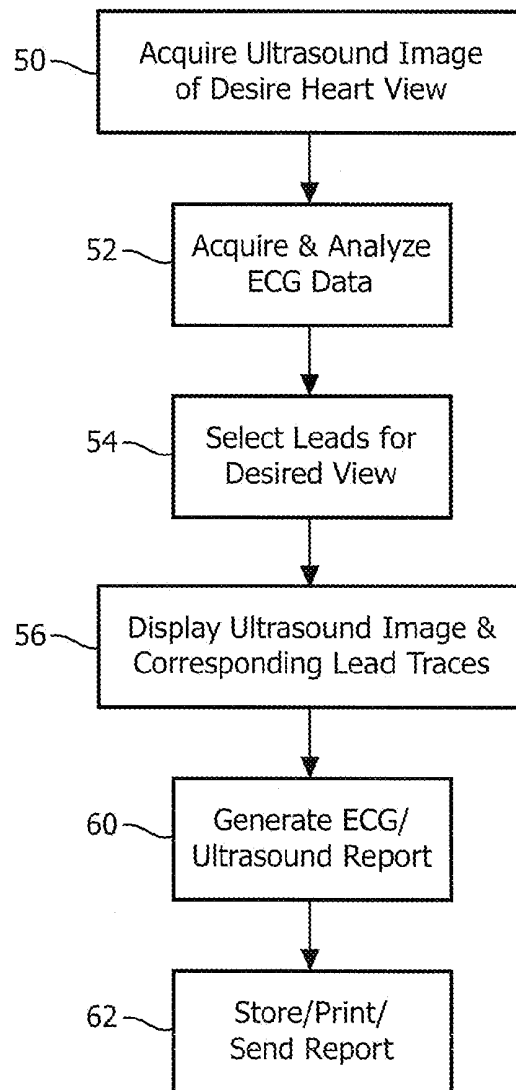 50
Acquire Ultrasound Image
of Desire Heart View
52
Acquire & Analyze
ECG Data
54
Select Leads for
Desired View
56
Display Ultrasound Image &
Corresponding Lead Traces
60
Generate ECG/
Ultrasound Report
62
Store/Print/
Send Report